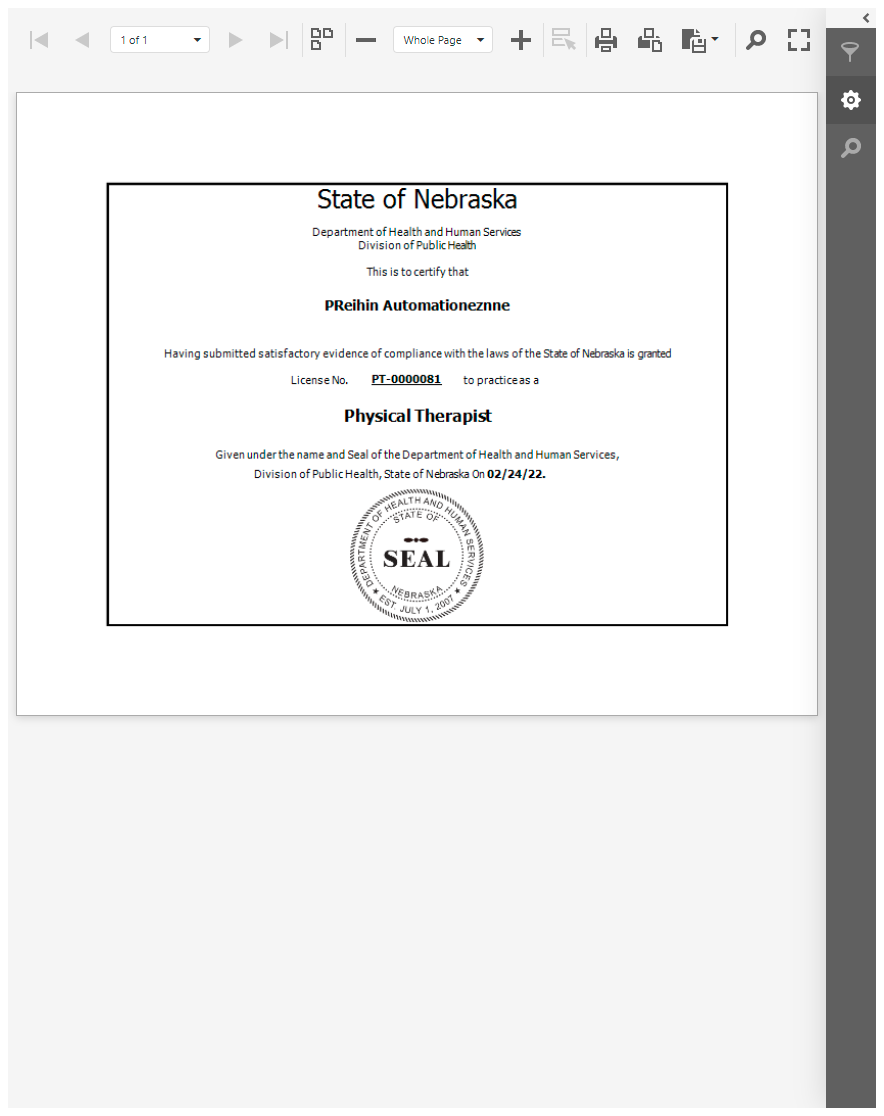 1 of 1
Whole Page
State of Nebraska
Department of Health and Human Services
Division of Public Health
This is to certify that
PReihin Automationeznne
Having submitted satisfactory evidence of compliance with the laws of the State of Nebraska is granted
License No. PT-0000081 to practice as a
Physical Therapist
Given under the name and Seal of the Department of Health and Human Services,
Division of Public Health, State of Nebraska On 02/24/22.
DEPARTMENT OF HEALTH AND HUMAN SERVICES
STATE OF
SEAL
NEBRASKA
★ EST. JULY 1, 2007 ★